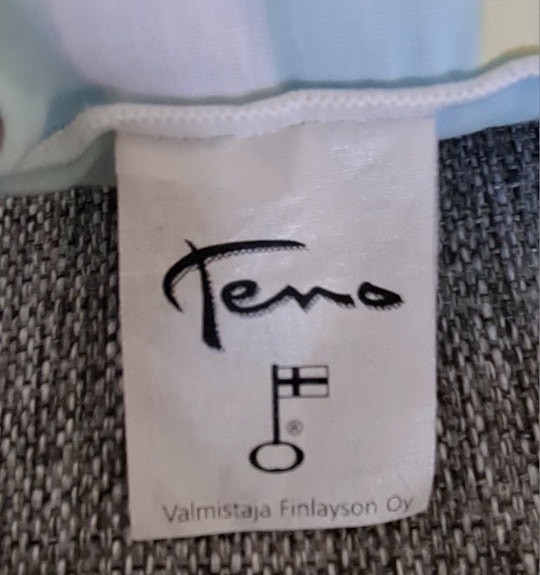 Teno
®
Valmistaja Finlayson Oy